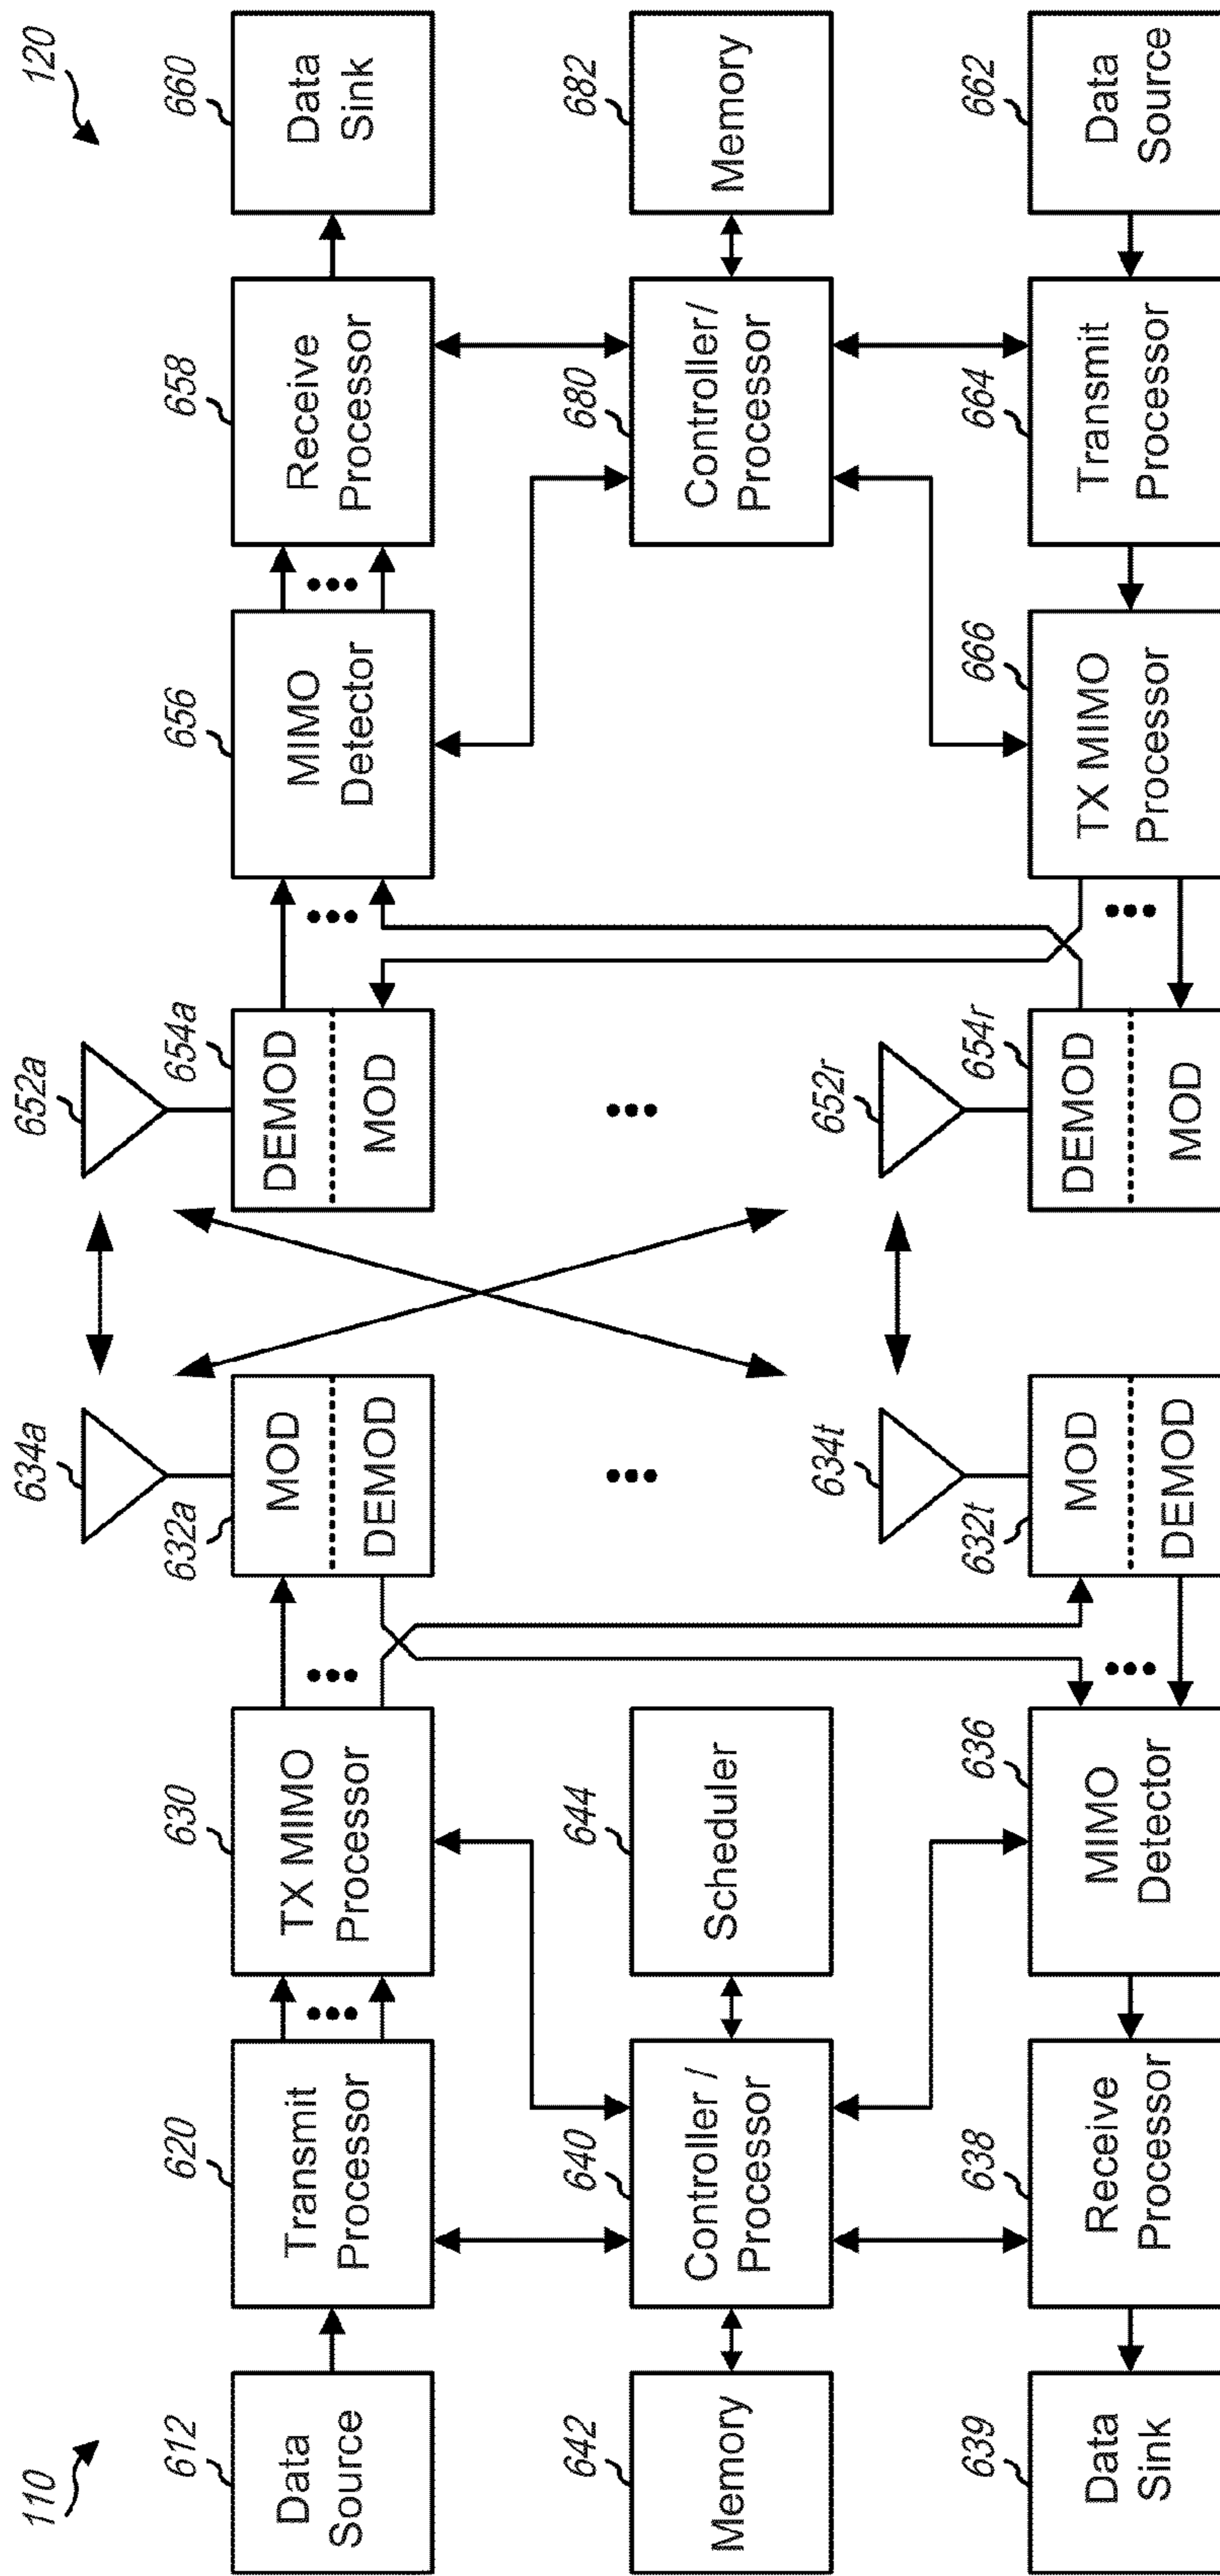 110
120
612
Data
Source
620
Transmit
Processor
630
TX MIMO
Processor
632a
634a
MOD
DEMOD
652a
654a
DEMOD
MOD
656
MIMO
Detector
658
Receive
Processor
660
Data
Sink
642
Memory
640
Controller /
Processor
644
Scheduler
680
Controller/
Processor
682
Memory
639
Data
Sink
638
Receive
Processor
636
MIMO
Detector
632t
634t
MOD
DEMOD
652r
654r
DEMOD
MOD
666
TX MIMO
Processor
664
Transmit
Processor
662
Data
Source